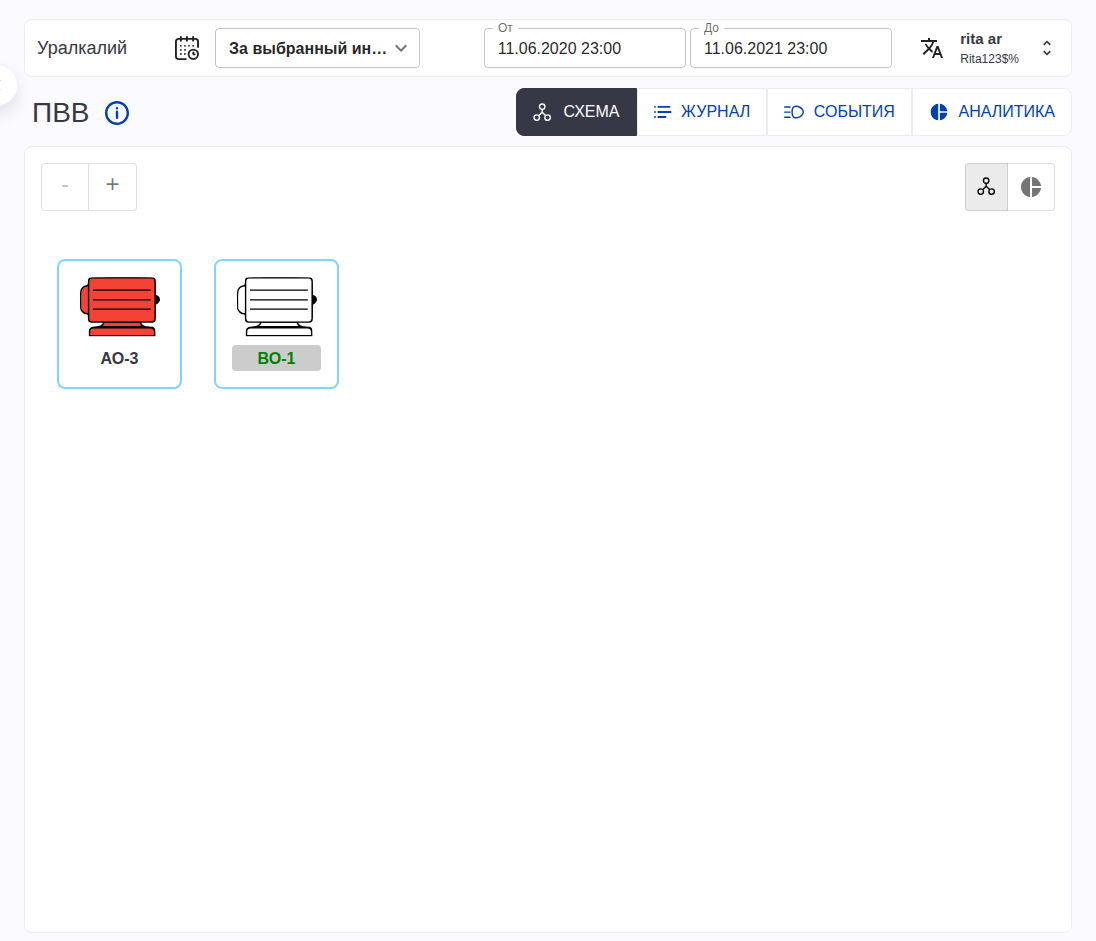 Уралкалий
За выбранный ин...
От
11.06.2020 23:00
До
11.06.2021 23:00
rita ar
Rita123$%
ПВВ
СХЕМА
ЖУРНАЛ
СОБЫТИЯ
АНАЛИТИКА
- +
АО-3
ВО-1